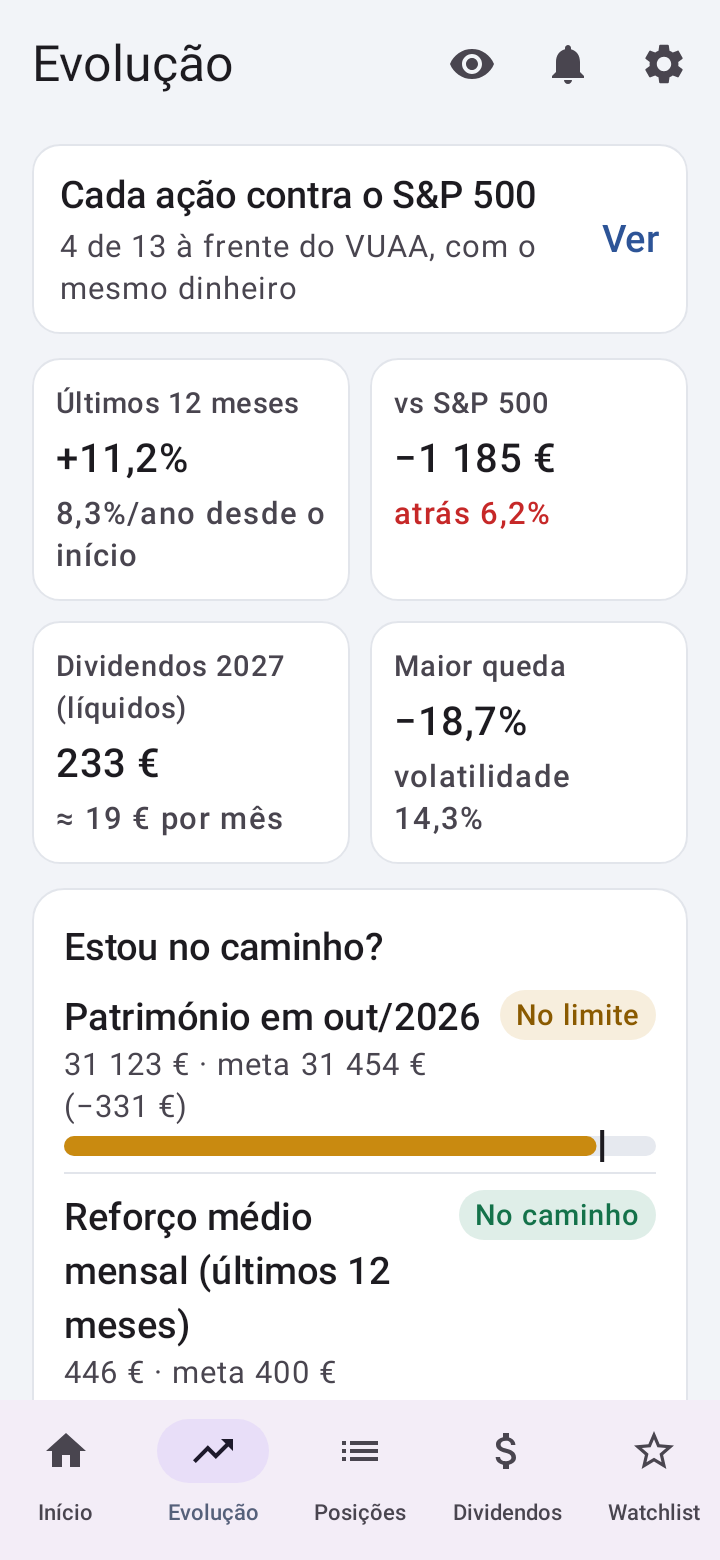 Evolução
Cada ação contra o S&P 500
4 de 13 à frente do VUAA, com o
mesmo dinheiro
Ver
Últimos 12 meses
+11,2%
8,3%/ano desde o
início
vs S&P 500
−1 185 €
atrás 6,2%
Dividendos 2027
(líquidos)
233 €
≈ 19 € por mês
Maior queda
−18,7%
volatilidade
14,3%
Estou no caminho?
Património em out/2026
No limite
31 123 € · meta 31 454 €
(−331 €)
Reforço médio
mensal (últimos 12
meses)
No caminho
446 € · meta 400 €
Início
Evolução
Posições
Dividendos
Watchlist